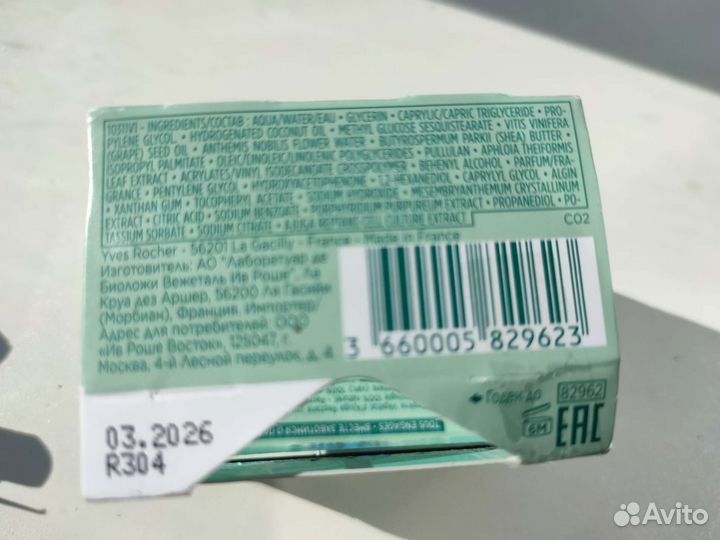 103TIV1 - INGREDIENTS/COCTAB : AQUA/WATER/EAU · GLYCERIN · CAPRYLIC/CAPRIC TRIGLYCERIDE · PRO-
PYLENE GLYCOL · HYDROGENATED COCONUT OIL · METHYL GLUCOSE SESQUISTEARATE · VITIS VINIFERA
(GRAPE) SEED OIL · ANTHEMIS NOBILIS FLOWER WATER · BUTYROSPERMUM PARKII (SHEA) BUTTER ·
ISOPROPYL PALMITATE · OLEIC/LINOLEIC/LINOLENIC POLYGLYCERIDES · PULLULAN · APHLOIA THEIFORMIS
LEAF EXTRACT · ACRYLATES/VINYL ISODECANOATE CROSSPOLYMER · BEHENYL ALCOHOL · PARFUM/FRA-
GRANCE · PENTYLENE GLYCOL · HYDROXYACETOPHENONE · 1,2-HEXANEDIOL · CAPRYLYL GLYCOL · ALGIN
· XANTHAN GUM · TOCOPHERYL ACETATE · SODIUM HYDROXIDE · MESEMBRYANTHEMUM CRYSTALLINUM
EXTRACT · CITRIC ACID · SODIUM BENZOATE · PORPHYRIDIUM PURPUREUM EXTRACT · PROPANEDIOL · PO-
TASSIUM SORBATE · SODIUM CITRATE · AJUGA REPTANS CELL CULTURE EXTRACT
CO2
Yves Rocher - 56201 La Gacilly - France - Made in France
Изготовитель: АО "Лаборатуар де
Биоложи Вежеталь Ив Роше", Ла
Круа дез Аршер, 56200 Ла Гасийи
(Морбиан), Франция. Импортер/
Адрес для потребителей: ООО
«Ив Роше Восток», 125047, г.
Москва, 4-й Лесной переулок, д. 4
3 660005 829623
Годен до
82962
6M
EAC
03.2026
R304
Avito